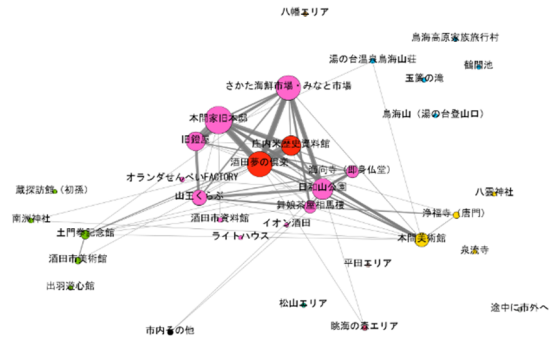 八幡エリア
鳥海高原家族旅行村
湯の台温泉鳥海山荘
鶴間池
玉簾の滝
さかた海鮮市場・みなと市場
鳥海山（湯の台登山口）
本間家旧本邸
旧鐙屋
庄内米歴史資料館
酒田夢の倶楽
海向寺（即身仏堂）
オランダせんべいFACTORY
日和山公園
蔵探訪館（初孫）
山王くらぶ
八雲神社
舞娘茶屋相馬樓
南洲神社
酒田市資料館
浄福寺（唐門）
イオン酒田
土門拳記念館
ライトハウス
本間美術館
酒田市美術館
泉流寺
平田エリア
出羽遊心館
松山エリア
途中に市外へ
市内その他
眺海の森エリア